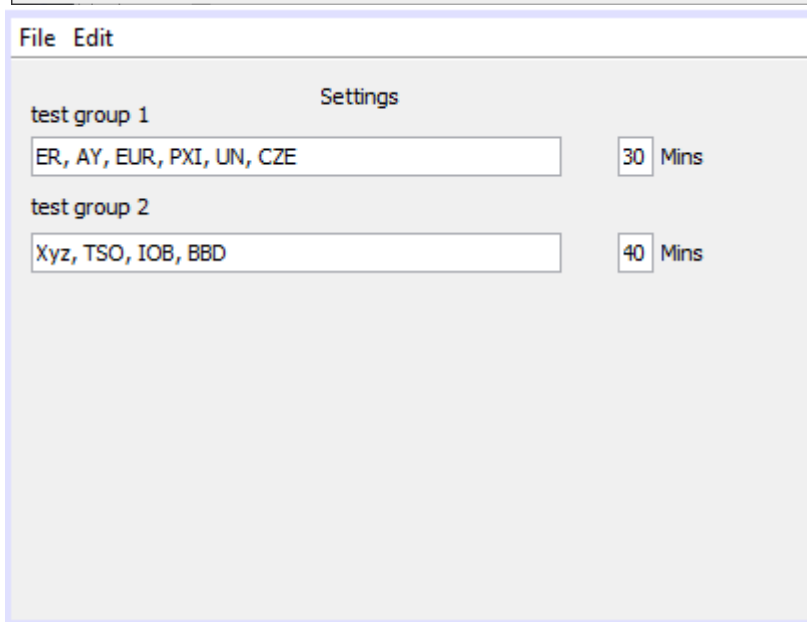 File Edit
Settings
test group 1
ER, AY, EUR, PXI, UN, CZE 30 Mins
test group 2
Xyz, TSO, IOB, BBD 40 Mins